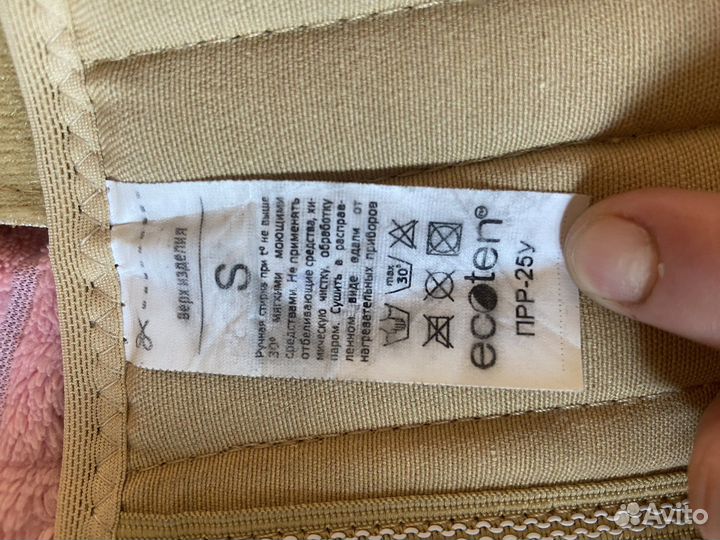 верх изделия
S
Ручная стирка при t° не выше
30° мягкими моющими
средствами. Не применять
отбеливающие средства, хи-
мическую чистку, обработку
паром. Сушить в расправ-
ленном виде вдали от
нагревательных приборов
max
30°
ecoten®
ПРР-25у
Avito